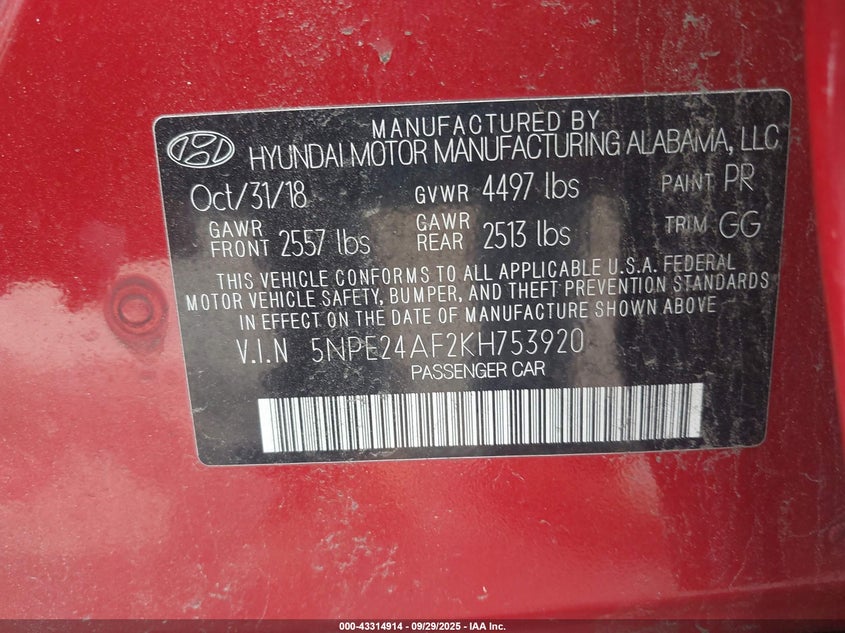 MANUFACTURED BY
HYUNDAI MOTOR MANUFACTURING ALABAMA, LLC
Oct/31/18 GVWR 4497 lbs PAINT PR
GAWR FRONT 2557 lbs GAWR REAR 2513 lbs TRIM GG
THIS VEHICLE CONFORMS TO ALL APPLICABLE U.S.A. FEDERAL
MOTOR VEHICLE SAFETY, BUMPER, AND THEFT PREVENTION STANDARDS
IN EFFECT ON THE DATE OF MANUFACTURE SHOWN ABOVE
V.I.N 5NPE24AF2KH753920
PASSENGER CAR
000-43314914 - 09/29/2025 - IAA Inc.